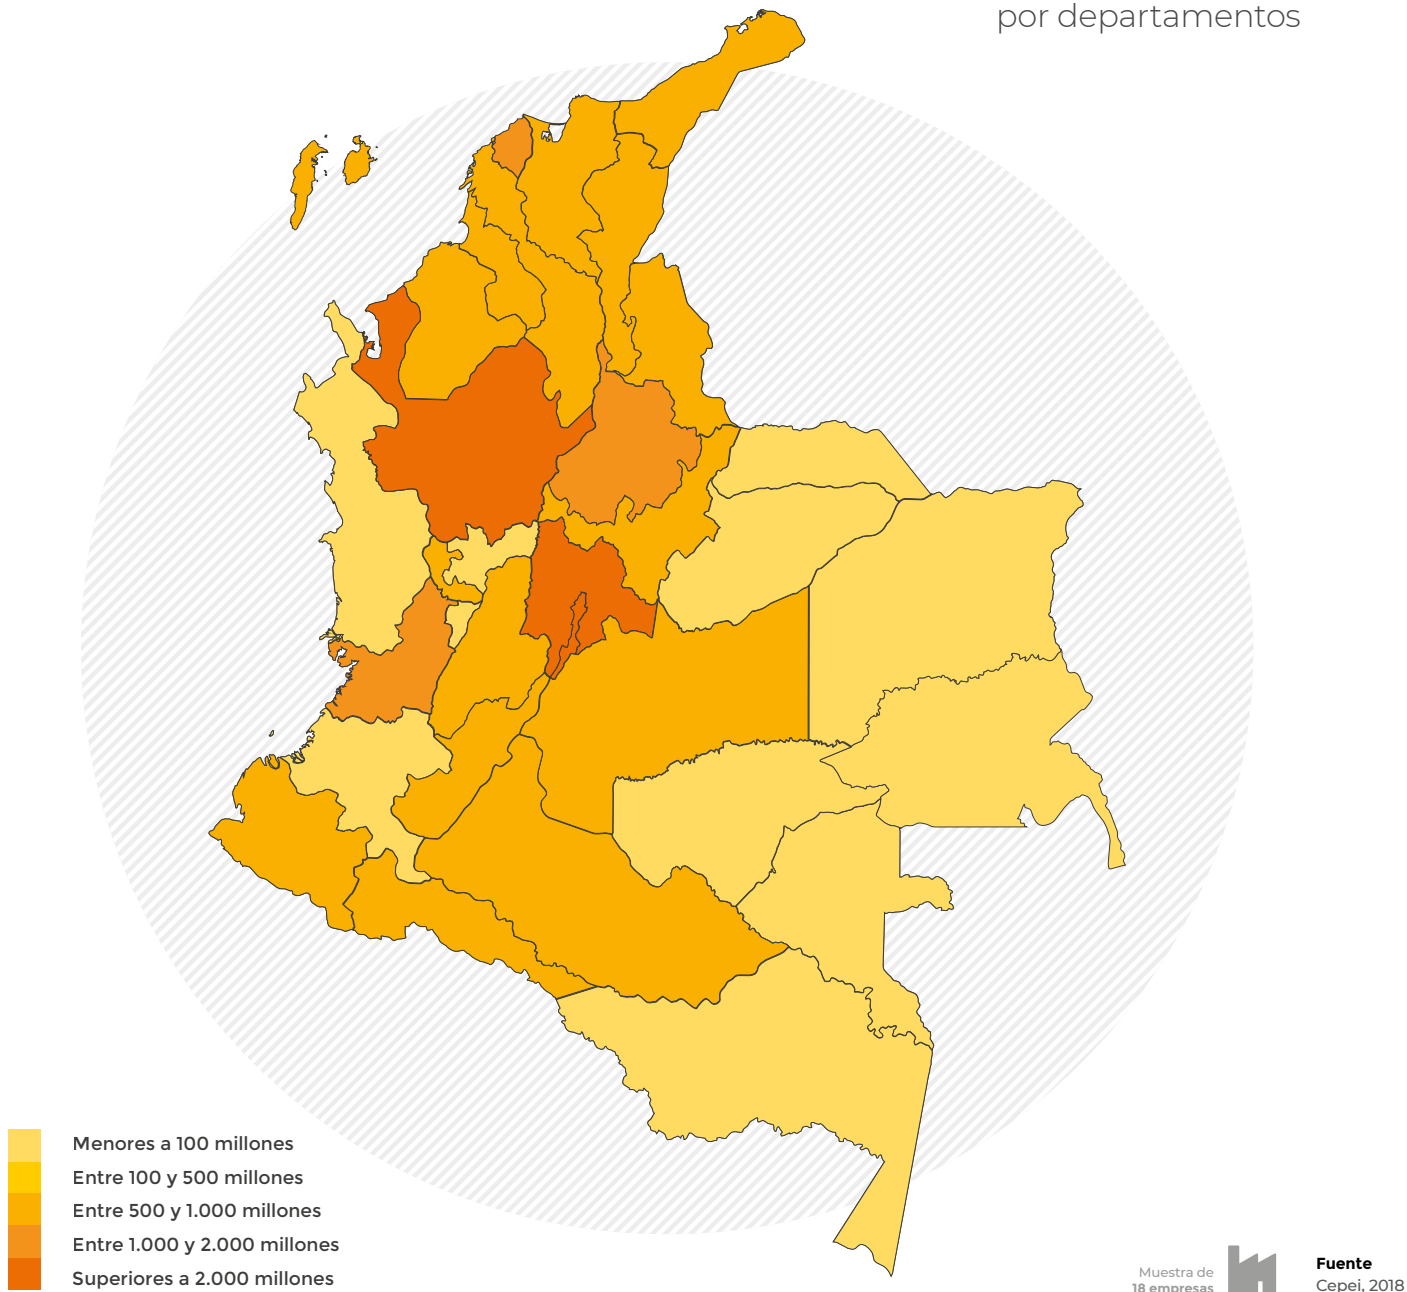 por departamentos
Menores a 100 millones
Entre 100 y 500 millones
Entre 500 y 1.000 millones
Entre 1.000 y 2.000 millones
Superiores a 2.000 millones
Muestra de
18 empresas
Fuente
Cepei, 2018